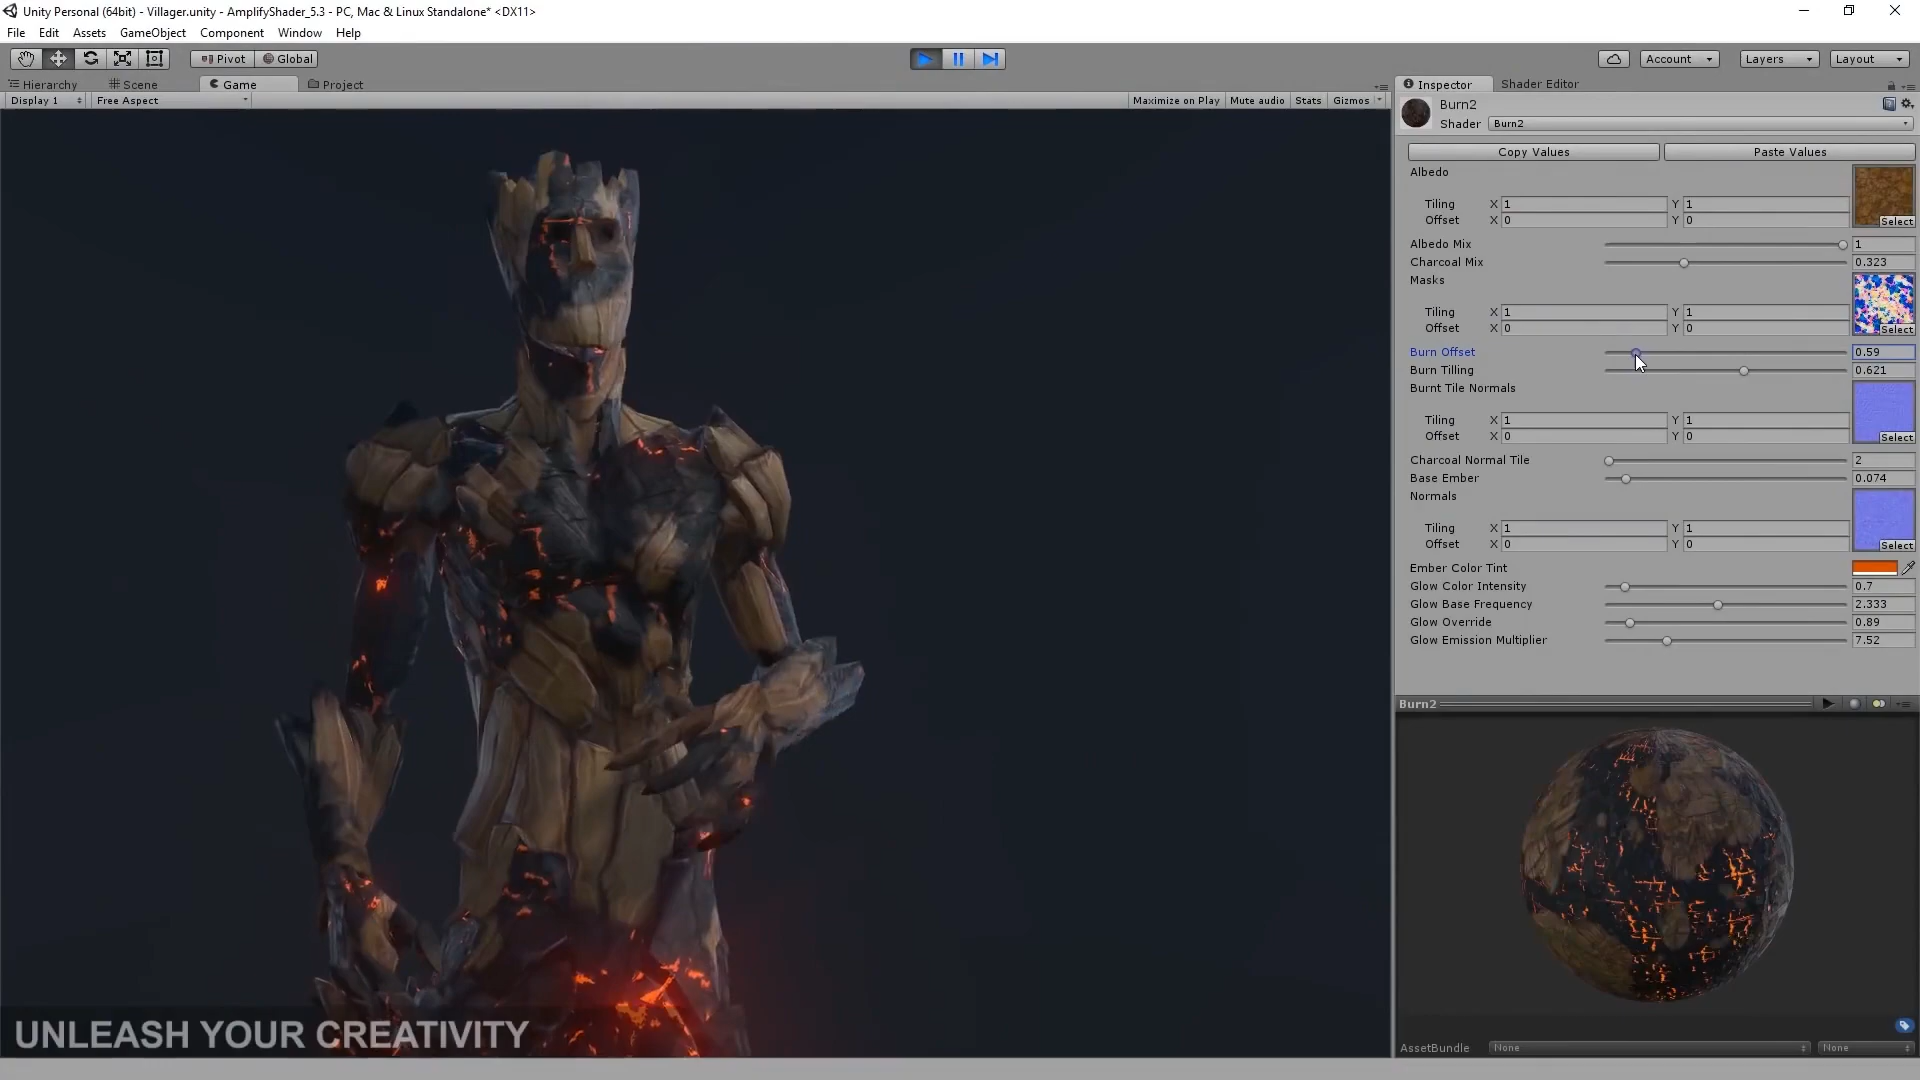 Unity Personal (64bit) - Villager.unity - AmplifyShader_5.3 - PC, Mac & Linux Standalone* <DX11>
File Edit Assets GameObject Component Window Help
Pivot Global Account Layers Layout
Hierarchy Scene Game Project Inspector Shader Editor
Display 1 Free Aspect Maximize on Play Mute audio Stats Gizmos
Burn2
Shader Burn2
Copy Values Paste Values
Albedo
Tiling X 1 Y 1
Offset X 0 Y 0
Select
Albedo Mix 1
Charcoal Mix 0.323
Masks
Tiling X 1 Y 1
Offset X 0 Y 0
Select
Burn Offset 0.59
Burn Tilling 0.621
Burnt Tile Normals
Tiling X 1 Y 1
Offset X 0 Y 0
Select
Charcoal Normal Tile 2
Base Ember 0.074
Normals
Tiling X 1 Y 1
Offset X 0 Y 0
Select
Ember Color Tint
Glow Color Intensity 0.7
Glow Base Frequency 2.333
Glow Override 0.89
Glow Emission Multiplier 7.52
Burn2
UNLEASH YOUR CREATIVITY
AssetBundle None None